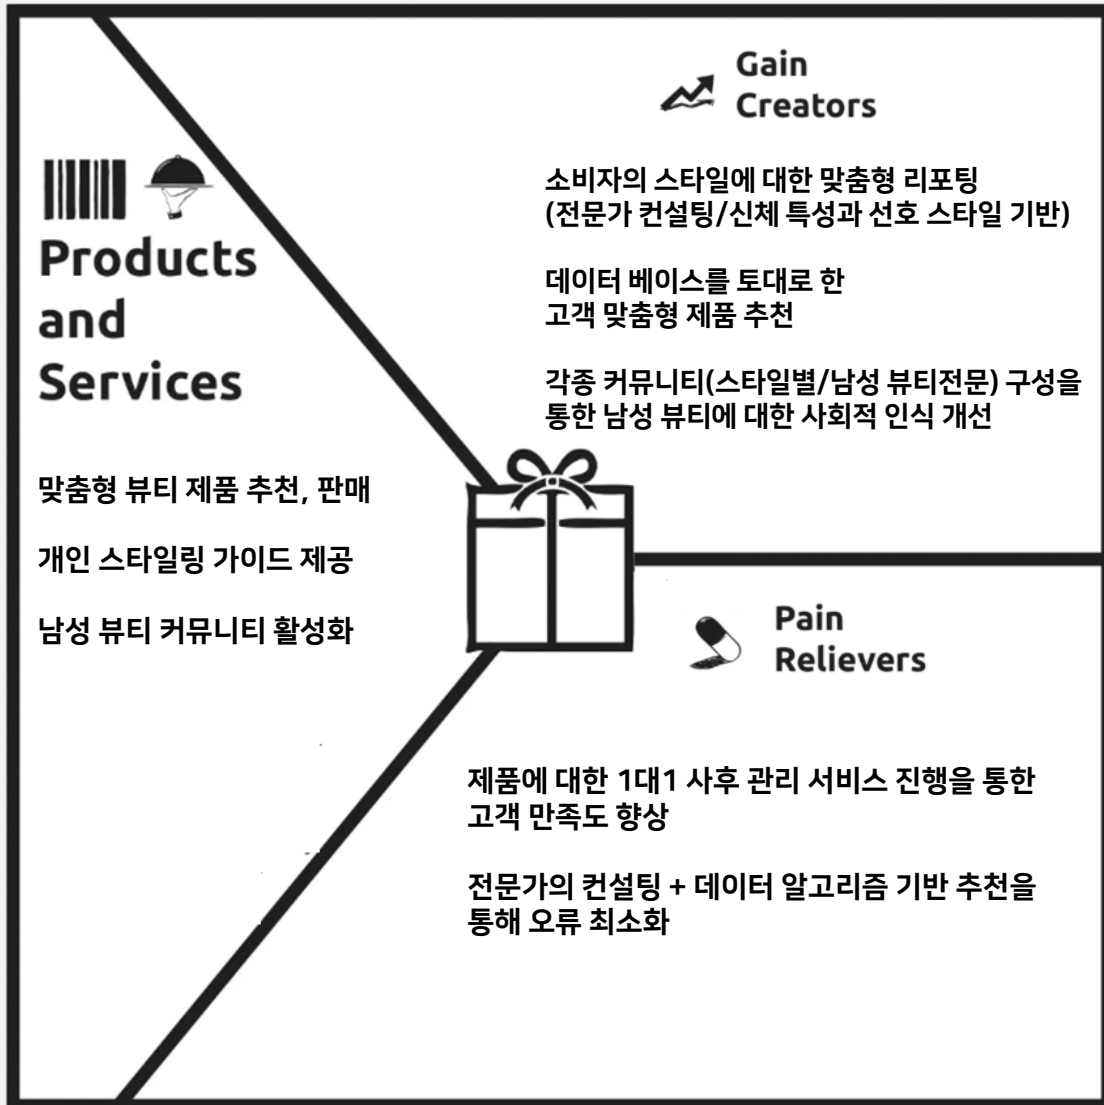 Products
and
Services
맞춤형 뷰티 제품 추천, 판매
개인 스타일링 가이드 제공
남성 뷰티 커뮤니티 활성화
Gain
Creators
소비자의 스타일에 대한 맞춤형 리포팅
(전문가 컨설팅/신체 특성과 선호 스타일 기반)
데이터 베이스를 토대로 한
고객 맞춤형 제품 추천
각종 커뮤니티(스타일별/남성 뷰티전문) 구성을
통한 남성 뷰티에 대한 사회적 인식 개선
Pain
Relievers
제품에 대한 1대1 사후 관리 서비스 진행을 통한
고객 만족도 향상
전문가의 컨설팅 + 데이터 알고리즘 기반 추천을
통해 오류 최소화